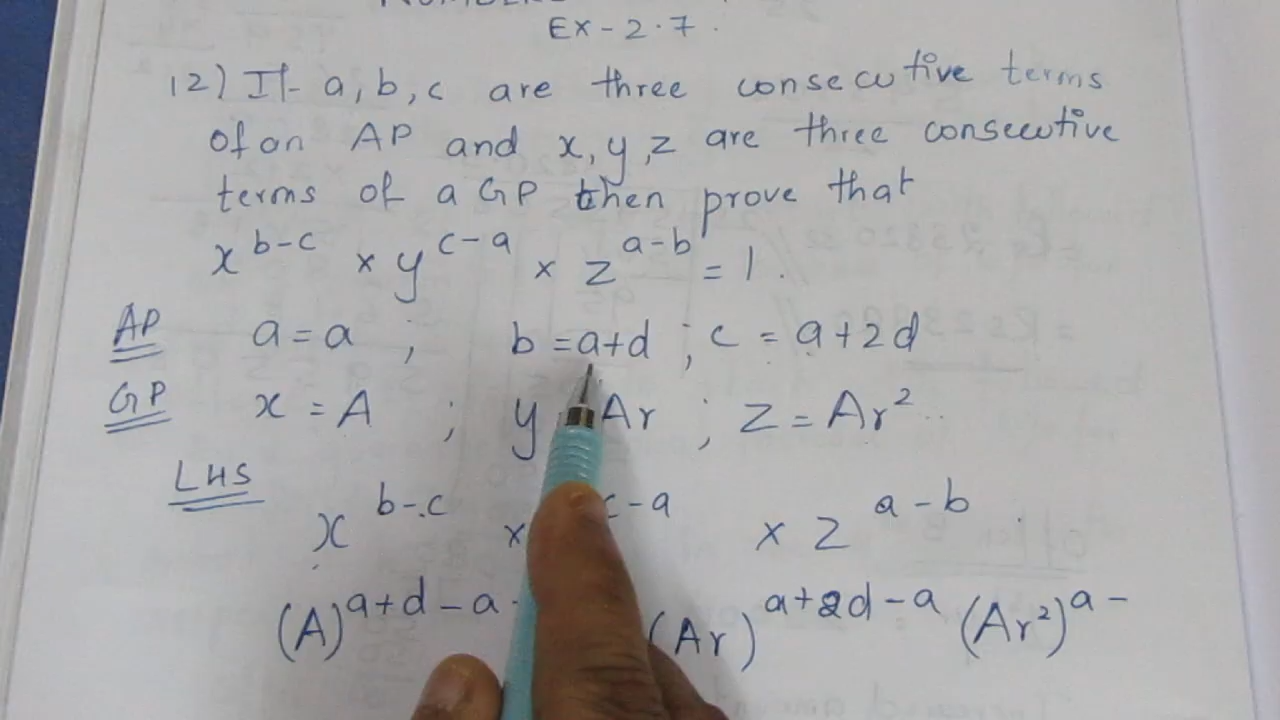 Ex - 2.7.
12) If a, b, c are three consecutive terms
of an AP and x, y, z are three consecutive
terms of a GP then prove that
x^{b-c} × y^{c-a} × z^{a-b} = 1.
AP a = a ; b = a+d ; c = a+2d
GP x = A ; y Ar ; z = Ar²
LHS
x^{b-c} × c-a × z^{a-b}
(A)^{a+d-a} (Ar)^{a+2d-a} (Ar²)^{a-}